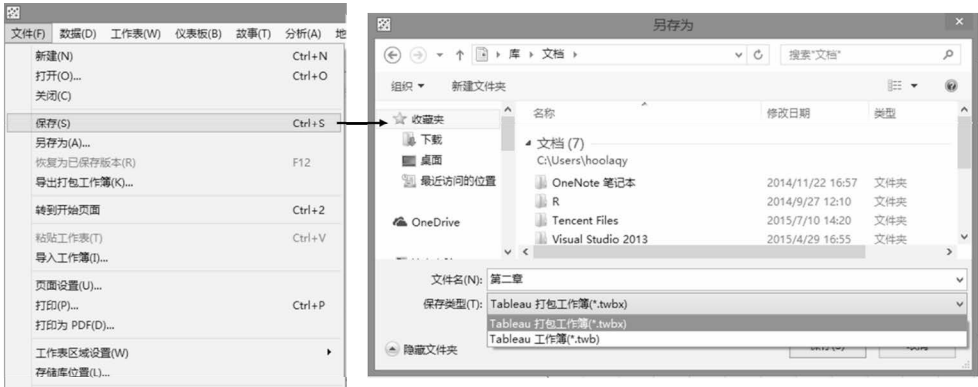 文件(F) 数据(D) 工作表(W) 仪表板(B) 故事(T) 分析(A) 地
新建(N) Ctrl+N
打开(O)... Ctrl+O
关闭(C)
保存(S) Ctrl+S
另存为(A)...
恢复为已保存版本(R) F12
导出打包工作簿(K)...
转到开始页面 Ctrl+2
粘贴工作表(T) Ctrl+V
导入工作簿(I)...
页面设置(U)...
打印(P)... Ctrl+P
打印为 PDF(D)...
工作表区域设置(W)
存储库位置(L)...
另存为
库 文档
搜索"文档"
组织 新建文件夹
收藏夹
下载
桌面
最近访问的位置
OneDrive
名称 修改日期 类型
文档 (7)
C:\Users\hoolaqy
OneNote 笔记本 2014/11/22 16:57 文件夹
R 2014/9/27 12:10 文件夹
Tencent Files 2015/7/10 14:20 文件夹
Visual Studio 2013 2015/4/29 16:55 文件夹
文件名(N): 第二章
保存类型(T): Tableau 打包工作簿(*.twbx)
Tableau 打包工作簿(*.twbx)
Tableau 工作簿(*.twb)
隐藏文件夹